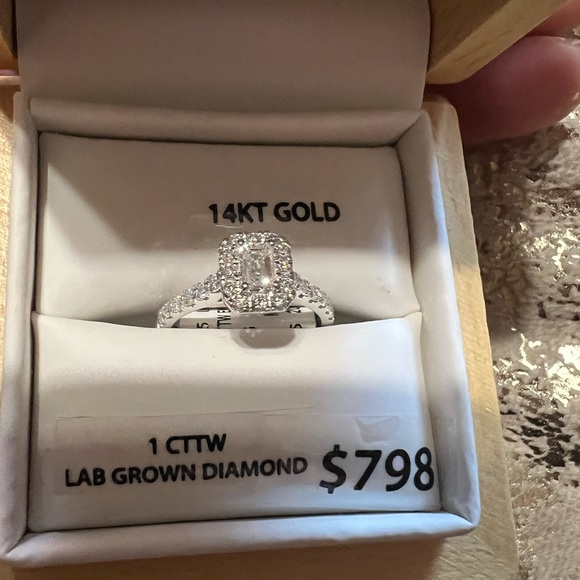 14KT GOLD
1 CTTW
LAB GROWN DIAMOND $798